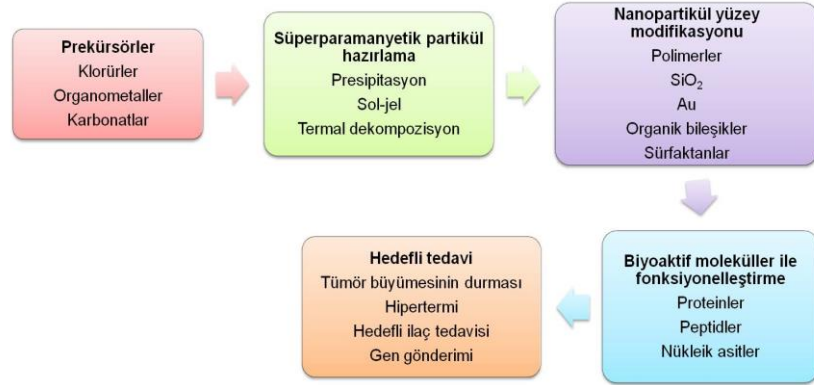 Prekürsörler
Klorürler
Organometaller
Karbonatlar
Süperparamanyetik partikül
hazırlama
Presipitasyon
Sol-jel
Termal dekompozisyon
Nanopartikül yüzey
modifikasyonu
Polimerler
SiO₂
Au
Organik bileşikler
Sürfaktanlar
Biyoaktif moleküller ile
fonksiyonelleştirme
Proteinler
Peptidler
Nükleik asitler
Hedefli tedavi
Tümör büyümesinin durması
Hipertermi
Hedefli ilaç tedavisi
Gen gönderimi